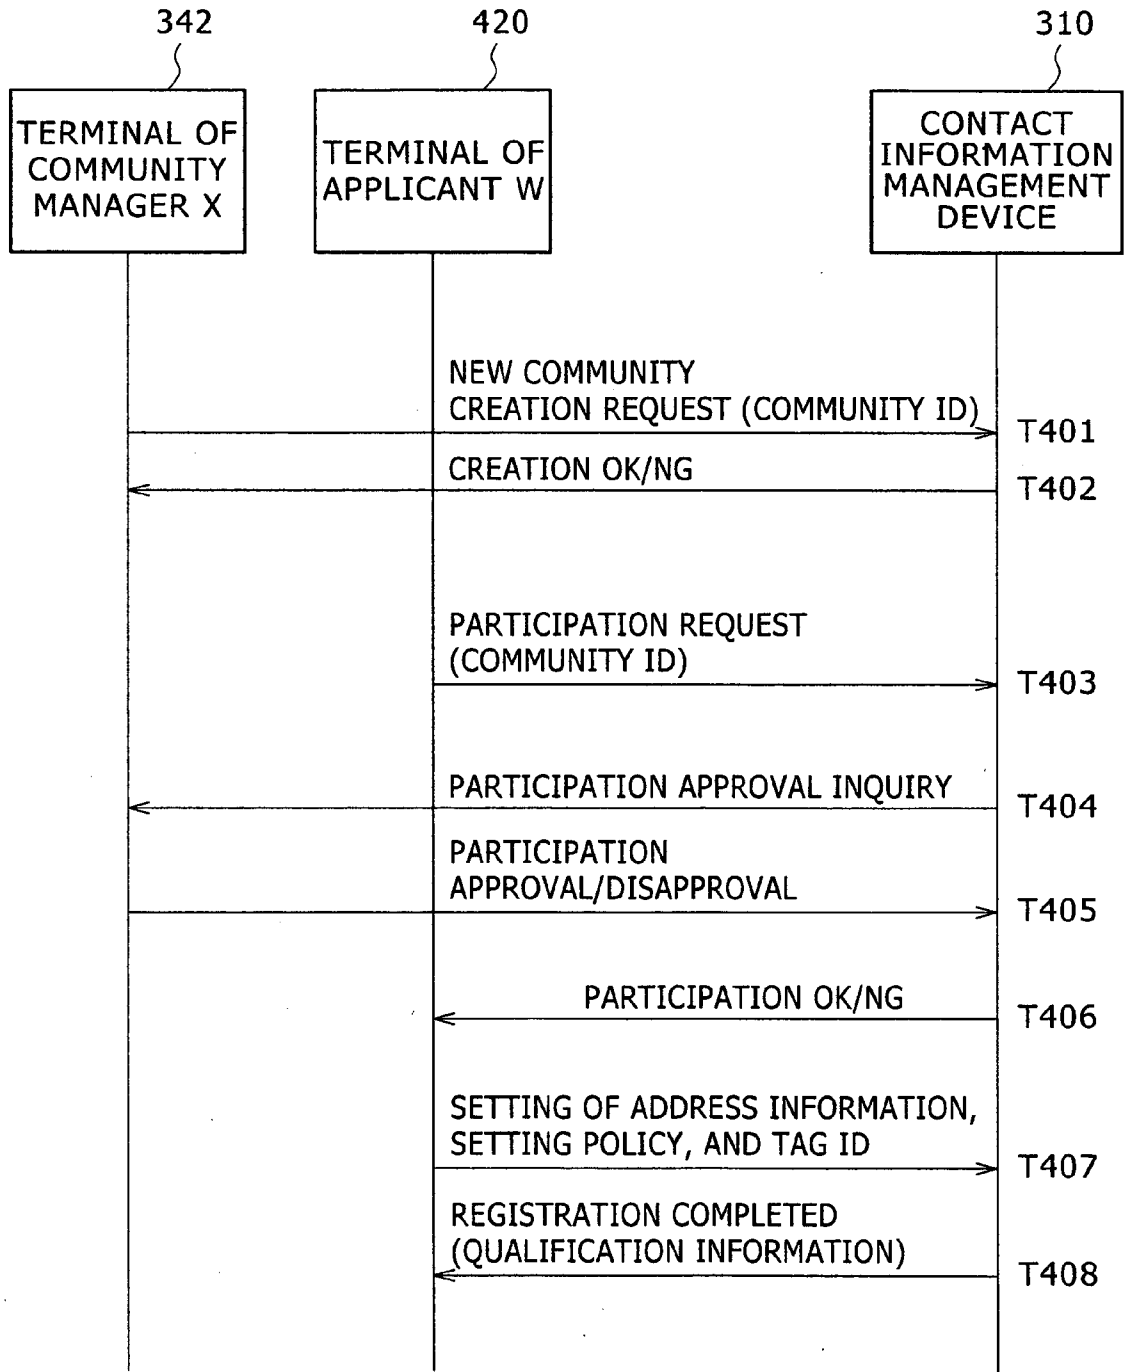 342
420
310
TERMINAL OF
COMMUNITY
MANAGER X
TERMINAL OF
APPLICANT W
CONTACT
INFORMATION
MANAGEMENT
DEVICE
NEW COMMUNITY
CREATION REQUEST (COMMUNITY ID)
T401
CREATION OK/NG
T402
PARTICIPATION REQUEST
(COMMUNITY ID)
T403
PARTICIPATION APPROVAL INQUIRY
T404
PARTICIPATION
APPROVAL/DISAPPROVAL
T405
PARTICIPATION OK/NG
T406
SETTING OF ADDRESS INFORMATION,
SETTING POLICY, AND TAG ID
T407
REGISTRATION COMPLETED
(QUALIFICATION INFORMATION)
T408